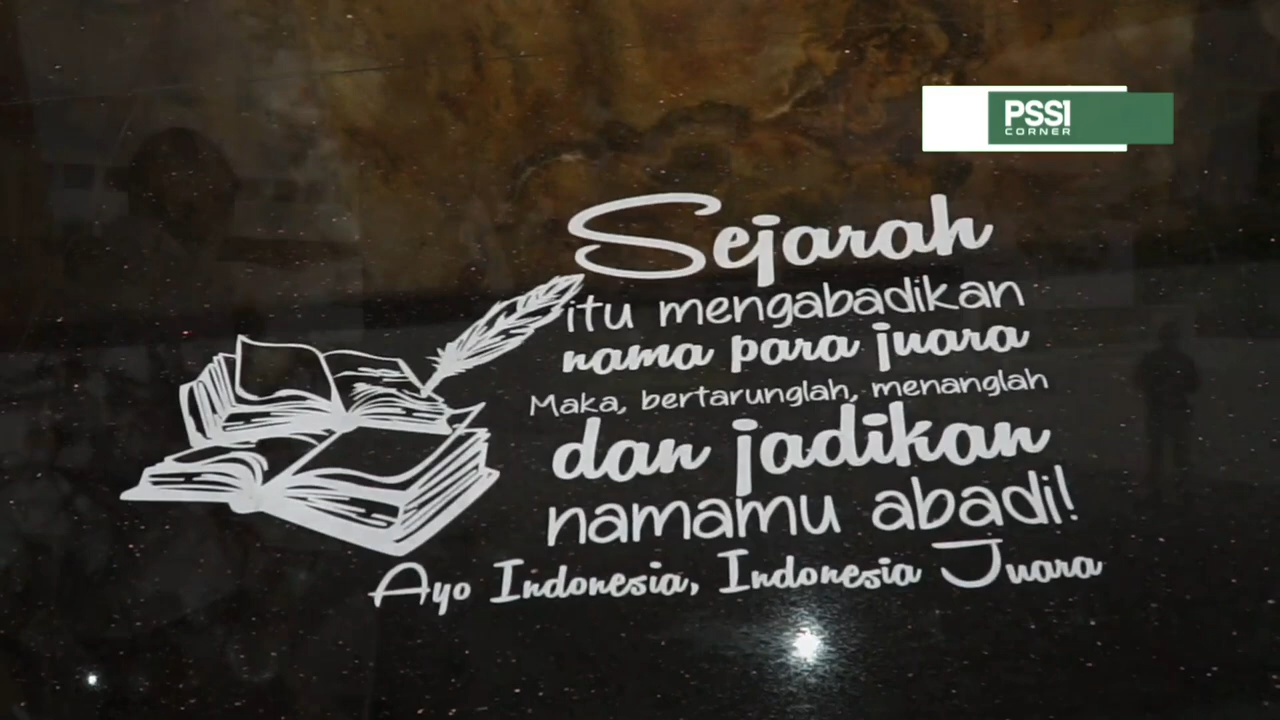 PSSI
CORNER
Sejarah
itu mengabadikan
nama para juara
Maka, bertarunglah, menanglah
dan jadikan
namamu abadi!
Ayo Indonesia, Indonesia Juara